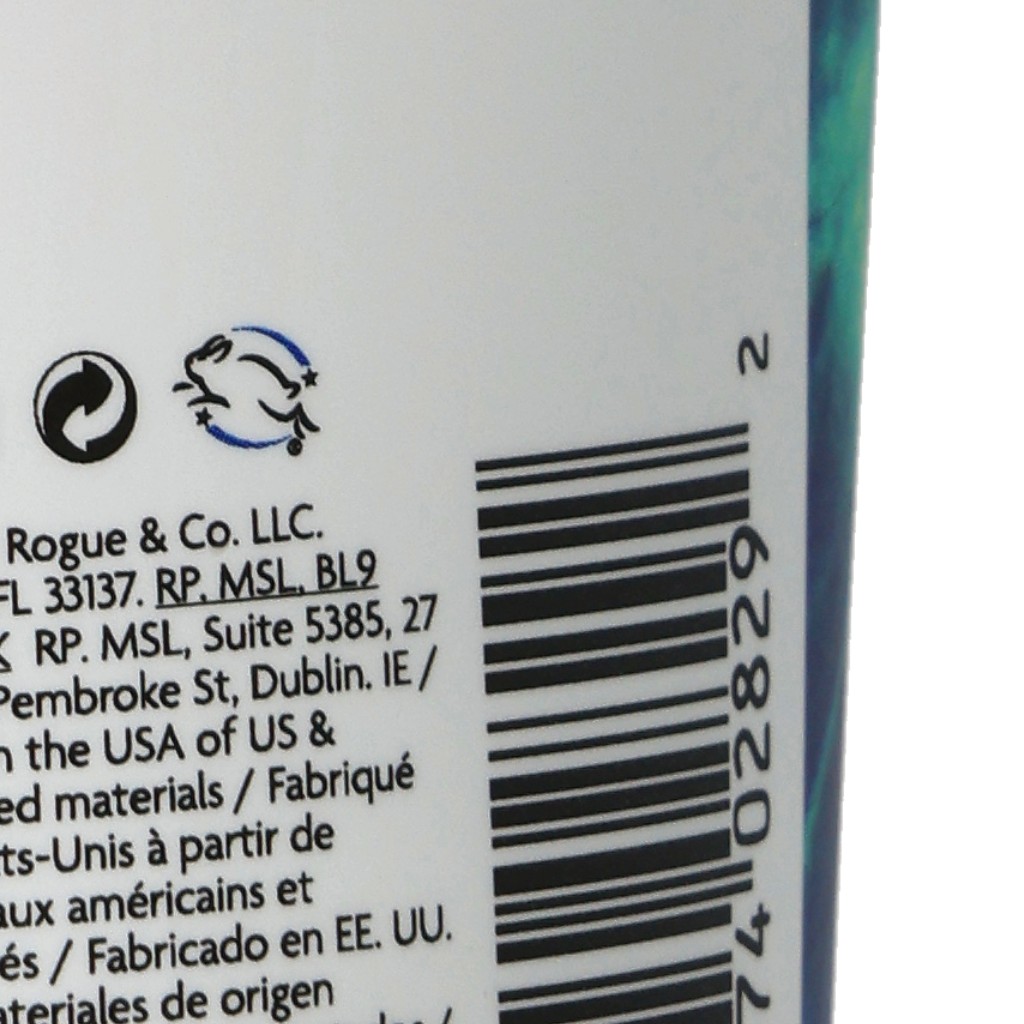 Rogue & Co. LLC.
FL 33137. RP. MSL, BL9
RP. MSL, Suite 5385, 27
Pembroke St, Dublin. IE /
the USA of US &
materials / Fabriqué
ts-Unis à partir de
aux américains et
és / Fabricado en EE. UU.
ateriales de origen
74 02829 2